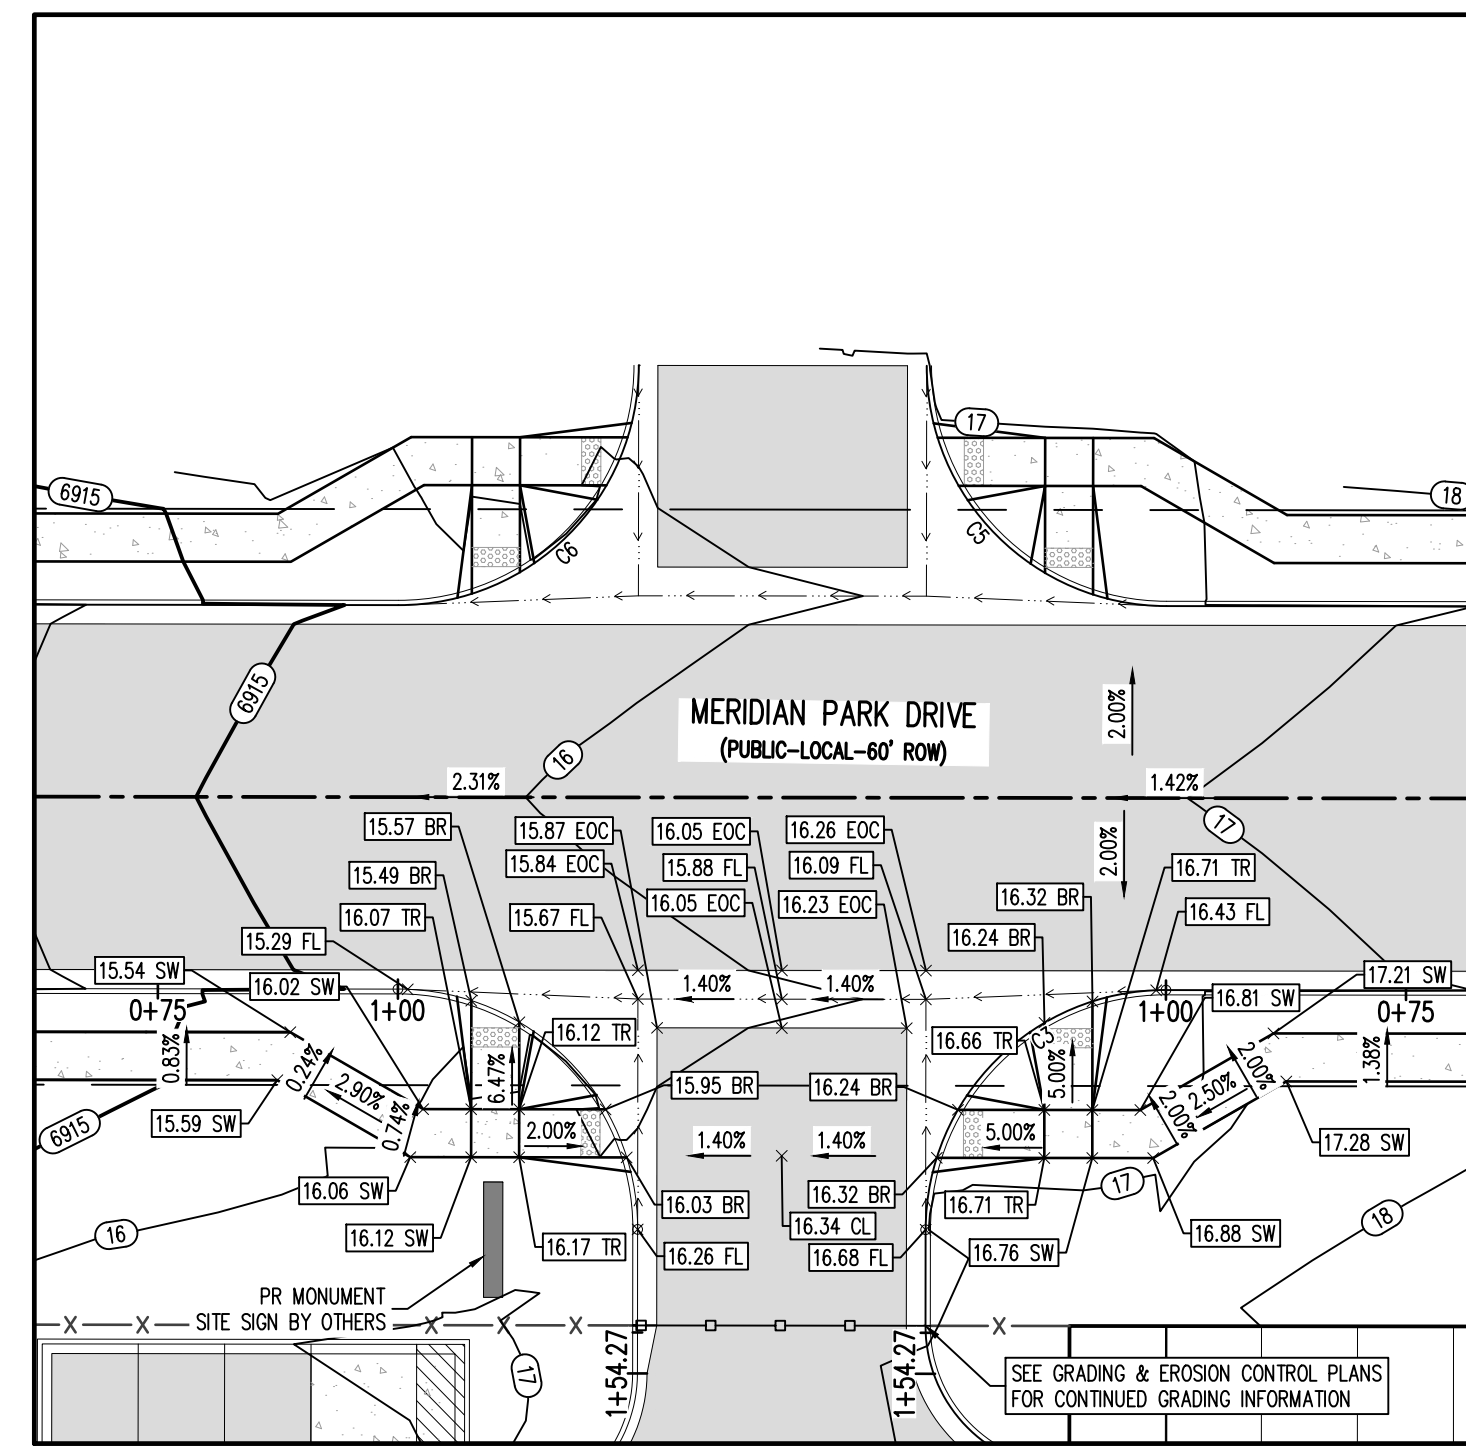 17
6915
18
C6
C5
6915
MERIDIAN PARK DRIVE
(PUBLIC-LOCAL-60' ROW)
2.00%
16
2.31%
1.42%
15.57 BR
15.87 EOC
16.05 EOC
16.26 EOC
17
2.00%
15.84 EOC
15.88 FL
16.09 FL
16.71 TR
15.49 BR
16.32 BR
16.07 TR
15.67 FL
16.05 EOC
16.23 EOC
16.43 FL
15.29 FL
16.24 BR
15.54 SW
17.21 SW
16.02 SW
1.40%
1.40%
16.81 SW
0+75
1+00
1+00
0+75
16.12 TR
16.66 TR
C3
0.83%
0.24%
2.90%
0.74%
6.47%
15.95 BR
16.24 BR
5.00%
2.00%
2.50%
2.00%
1.38%
15.59 SW
6915
2.00%
1.40%
1.40%
5.00%
17.28 SW
16.06 SW
16.03 BR
16.32 BR
16.71 TR
17
16
16.12 SW
16.17 TR
16.26 FL
16.34 CL
16.68 FL
16.76 SW
16.88 SW
18
PR MONUMENT
SITE SIGN BY OTHERS
X X X X X X
17
1+54.27
1+54.27
SEE GRADING & EROSION CONTROL PLANS
FOR CONTINUED GRADING INFORMATION